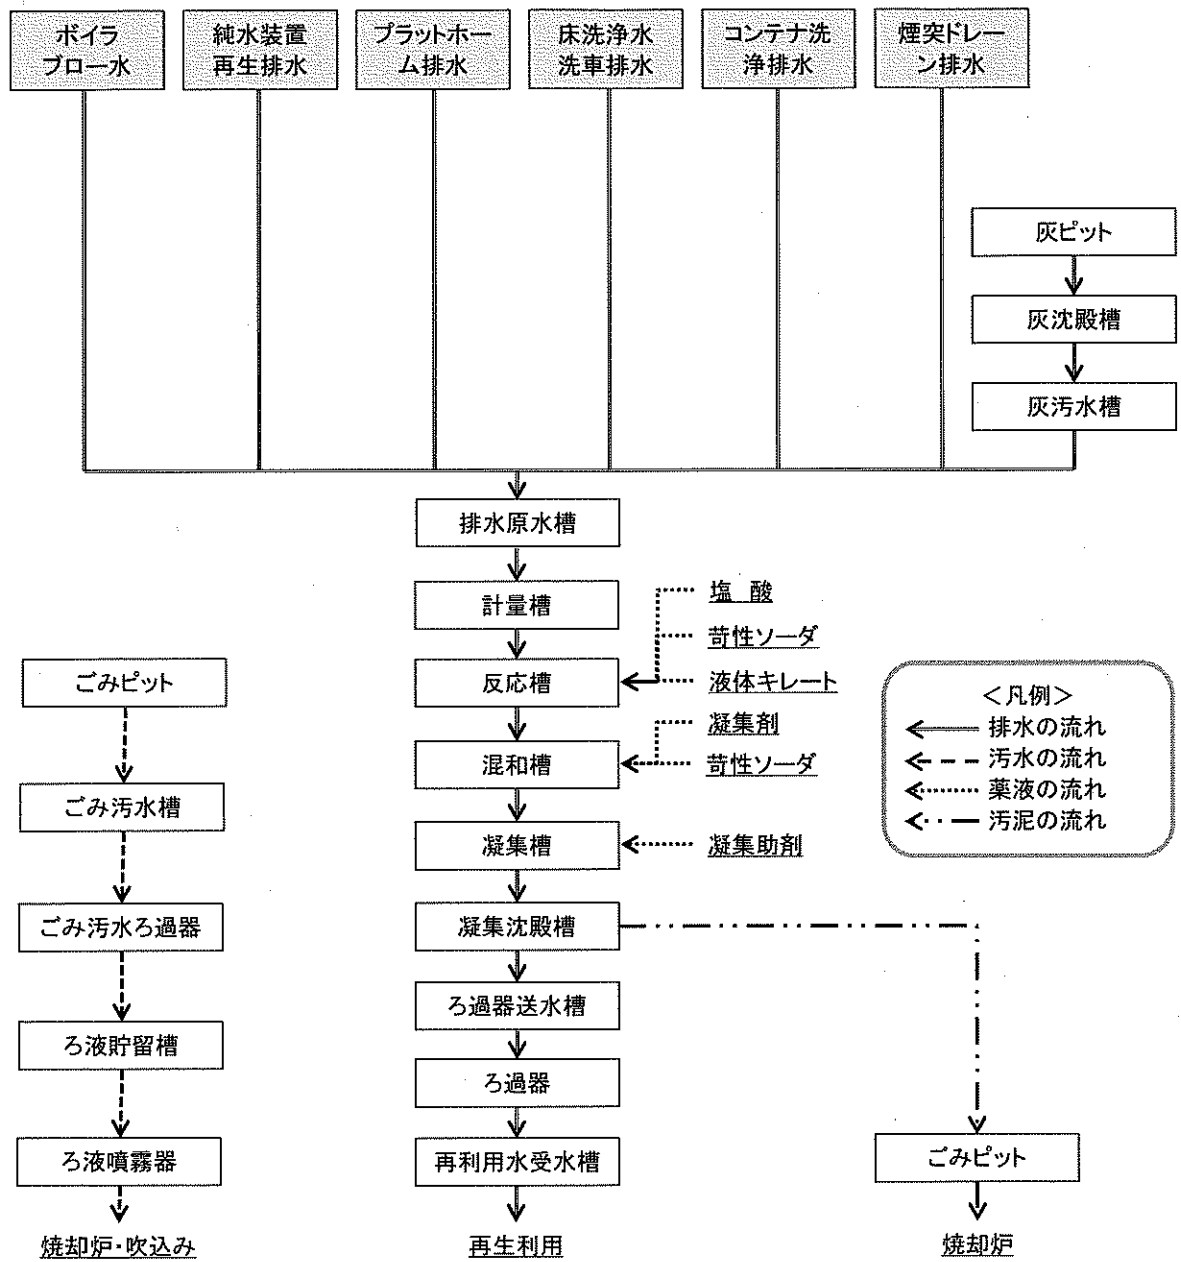 ボイラ
ブロー水
純水装置
再生排水
プラットホー
ム排水
床洗浄水
洗車排水
コンテナ洗
浄排水
煙突ドレー
ン排水
灰ピット
灰沈殿槽
灰汚水槽
排水原水槽
計量槽
塩　酸
苛性ソーダ
反応槽
液体キレート
凝集剤
混和槽
苛性ソーダ
凝集槽
凝集助剤
凝集沈殿槽
ろ過器送水槽
ろ過器
再利用水受水槽
再生利用
ごみピット
ごみ汚水槽
ごみ汚水ろ過器
ろ液貯留槽
ろ液噴霧器
焼却炉・吹込み
＜凡例＞
排水の流れ
汚水の流れ
薬液の流れ
汚泥の流れ
ごみピット
焼却炉